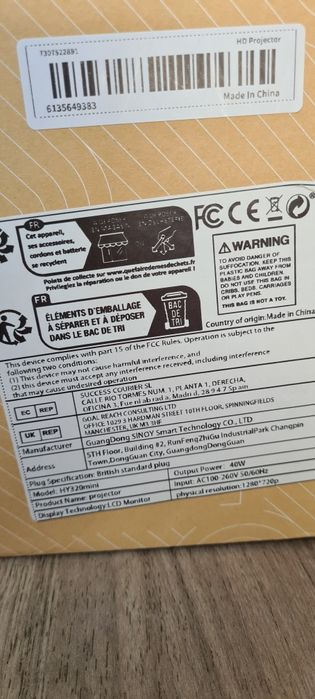 7307522891
HD Projector
6135649383
Made In China
FR
Cet appareil,
ses accessoires,
cordons et batterie
se recyclent
Points de collecte sur www.quefairedemesdechets.fr
Privilégiez la réparation ou le don de votre appareil !
FR
ÉLÉMENTS D'EMBALLAGE
À SÉPARER ET À DÉPOSER
DANS LE BAC DE TRI
BAC
DE
TRI
FC CE
WARNING
TO AVOID DANGER OF
SUFFOCATION, KEEP THIS
PLASTIC BAG AWAY FROM
BABIES AND CHILDREN.
DO NOT USE THIS BAG IN
CRIBS, BEDS, CARRIAGES
OR PLAY PENS.
THIS BAG IS NOT A TOY.
Country of origin: Made In China
This device complies with part 15 of the FCC Rules. Operation is subject to the
following two conditions:
(1) This device may not cause harmful interference, and
(2) this device must accept any interference received, including interference
that may cause undesired operation
EC REP
SUCCESS COURIER SL
CALLE RIO TORMES NUM. 1, PLANTA 1, DERECHA,
OFICINA 3, Fuenlabrada, Madrid, 28947 Spain
UK REP
GOAL REACH CONSULTING LTD
OFFICE 1029 3 HARDMAN STREET 10TH FLOOR, SPINNINGFIELDS
MANCHESTER, UK M3 3HF
Manufacturer
GuangDong SINOY Smart Technology CO., Ltd.
Address
5TH Floor, Building #2, RunFengZhiGu IndustrialPark Changpin
Town,DongGuan City, GuangdongDongGuan
Plug Specification: British standard plug
Output Power: 40W
Model: HY320mini
Input: AC100-260V 50/60Hz
Product name: projector
physical resolution:1280*720p
Display Technology LCD Monitor